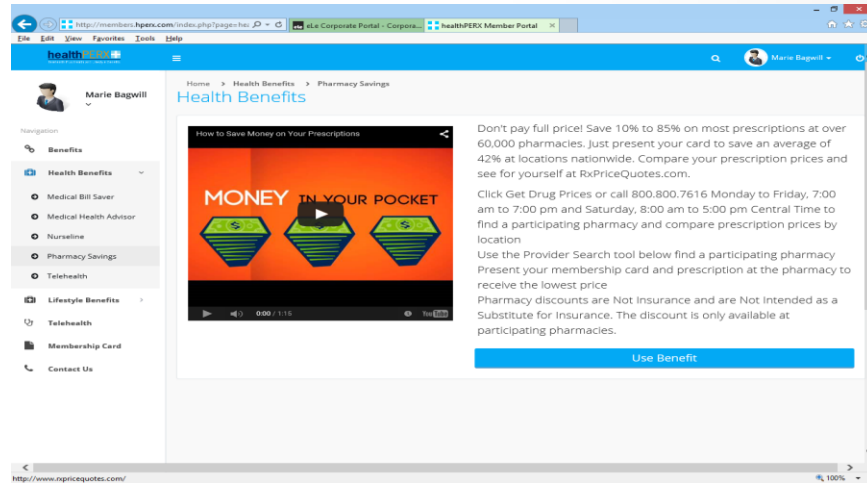 http://members.hperx.com/index.php?page=hea
eLe Corporate Portal - Corpora...
healthPERX Member Portal
File Edit View Favorites Tools Help
healthPERX
Marie Bagwill
Marie Bagwill
Navigation
Benefits
Health Benefits
Medical Bill Saver
Medical Health Advisor
Nurseline
Pharmacy Savings
Telehealth
Lifestyle Benefits
Telehealth
Membership Card
Contact Us
Home > Health Benefits > Pharmacy Savings
Health Benefits
How to Save Money on Your Prescriptions
MONEY IN YOUR POCKET
0:00 / 1:15
YouTube
Don't pay full price! Save 10% to 85% on most prescriptions at over
60,000 pharmacies. Just present your card to save an average of
42% at locations nationwide. Compare your prescription prices and
see for yourself at RxPriceQuotes.com.
Click Get Drug Prices or call 800.800.7616 Monday to Friday, 7:00
am to 7:00 pm and Saturday, 8:00 am to 5:00 pm Central Time to
find a participating pharmacy and compare prescription prices by
location
Use the Provider Search tool below find a participating pharmacy
Present your membership card and prescription at the pharmacy to
receive the lowest price
Pharmacy discounts are Not Insurance and are Not Intended as a
Substitute for Insurance. The discount is only available at
participating pharmacies.
Use Benefit
http://www.rxpricequotes.com/
100%